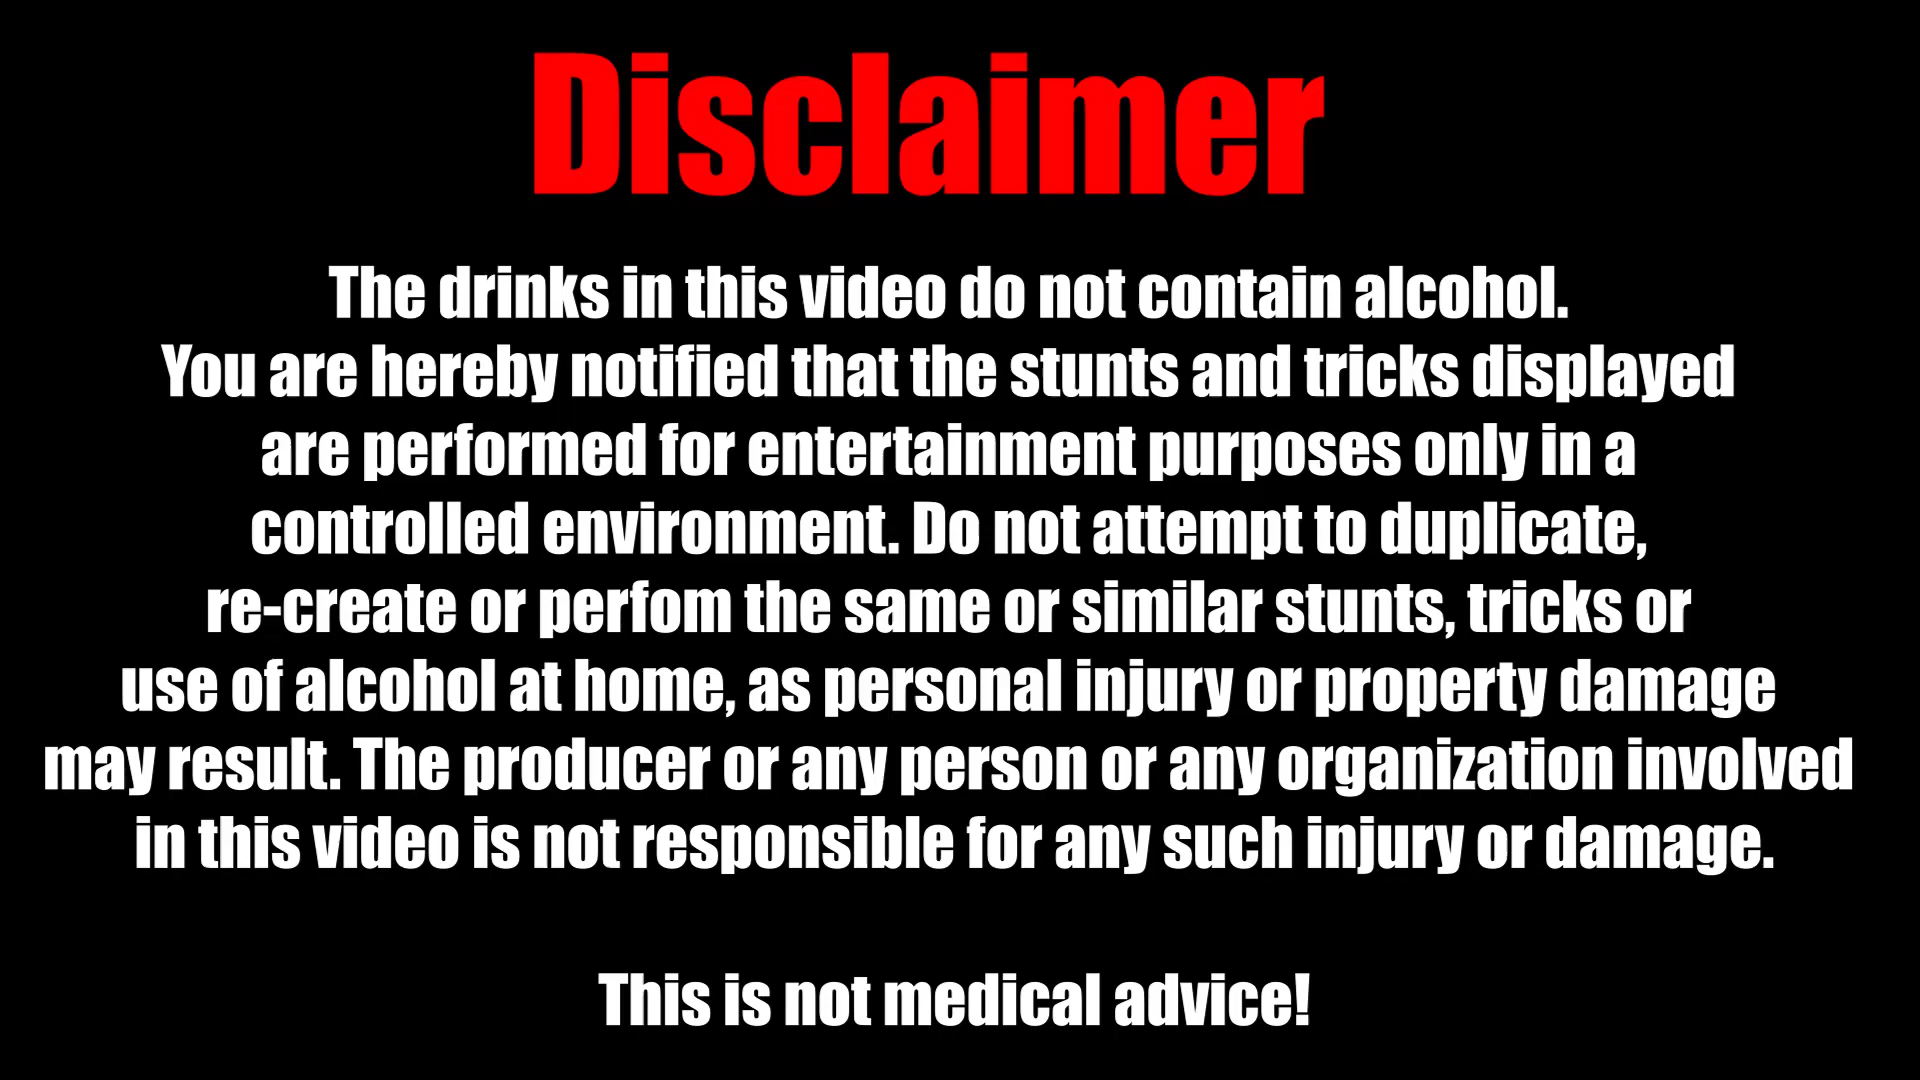 Disclaimer
The drinks in this video do not contain alcohol.
You are hereby notified that the stunts and tricks displayed
are performed for entertainment purposes only in a
controlled environment. Do not attempt to duplicate,
re-create or perfom the same or similar stunts, tricks or
use of alcohol at home, as personal injury or property damage
may result. The producer or any person or any organization involved
in this video is not responsible for any such injury or damage.
This is not medical advice!